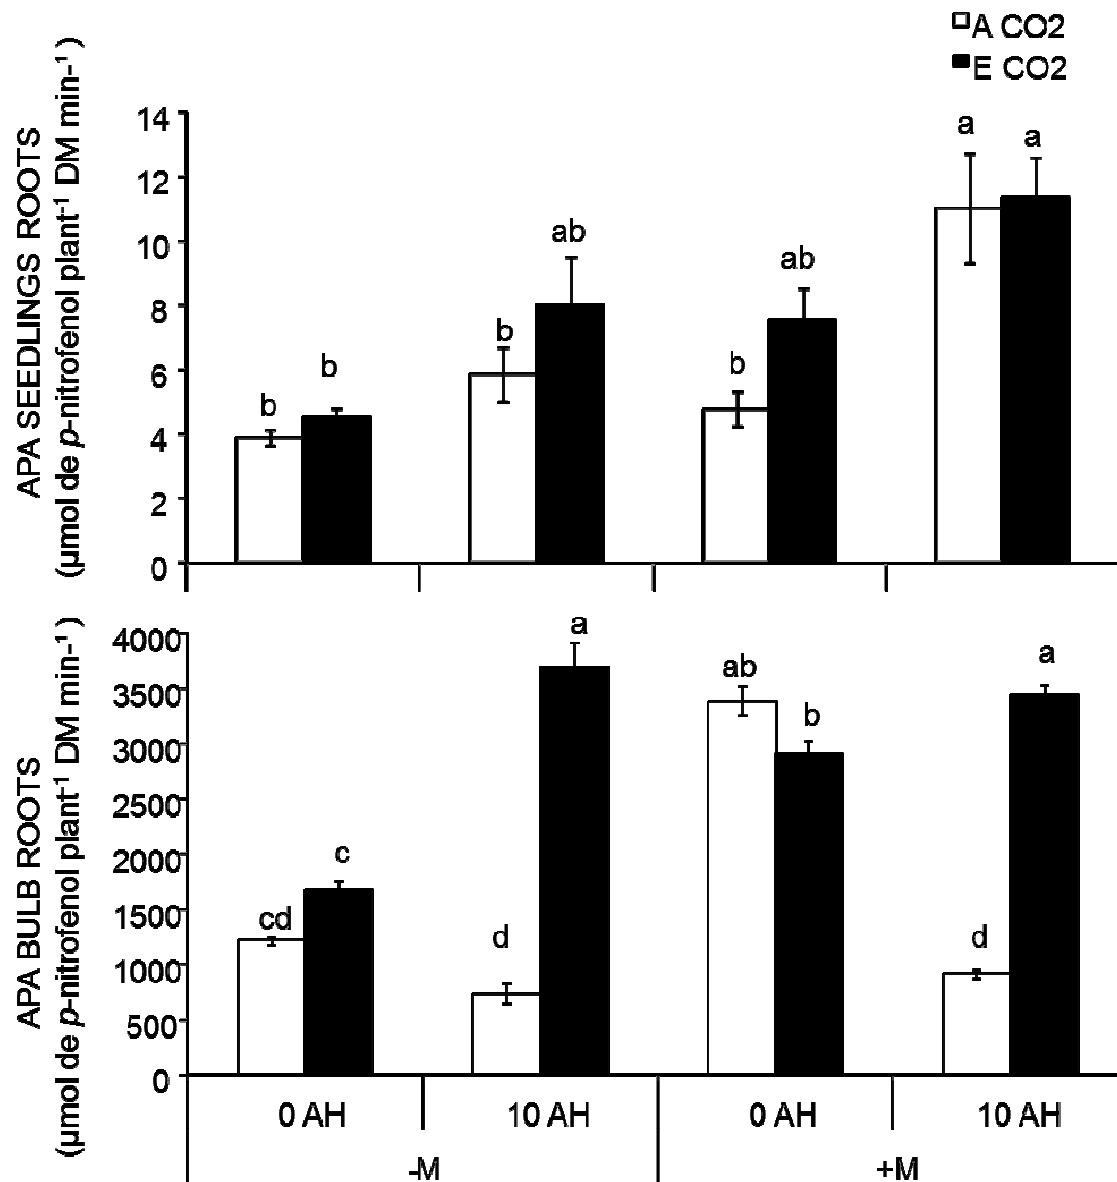 A CO2
E CO2
APA SEEDLINGS ROOTS
(µmol de p-nitrofenol plant⁻¹ DM min-¹ )
14
12
10
8
6
4
2
0
b
b
b
ab
b
ab
a
a
APA BULB ROOTS
(µmol de p-nitrofenol plant⁻¹ DM min-¹ )
4000
3500
3000
2500
2000
1500
1000
500
0
cd
c
d
a
ab
b
d
a
0 AH 10 AH 0 AH 10 AH
-M +M